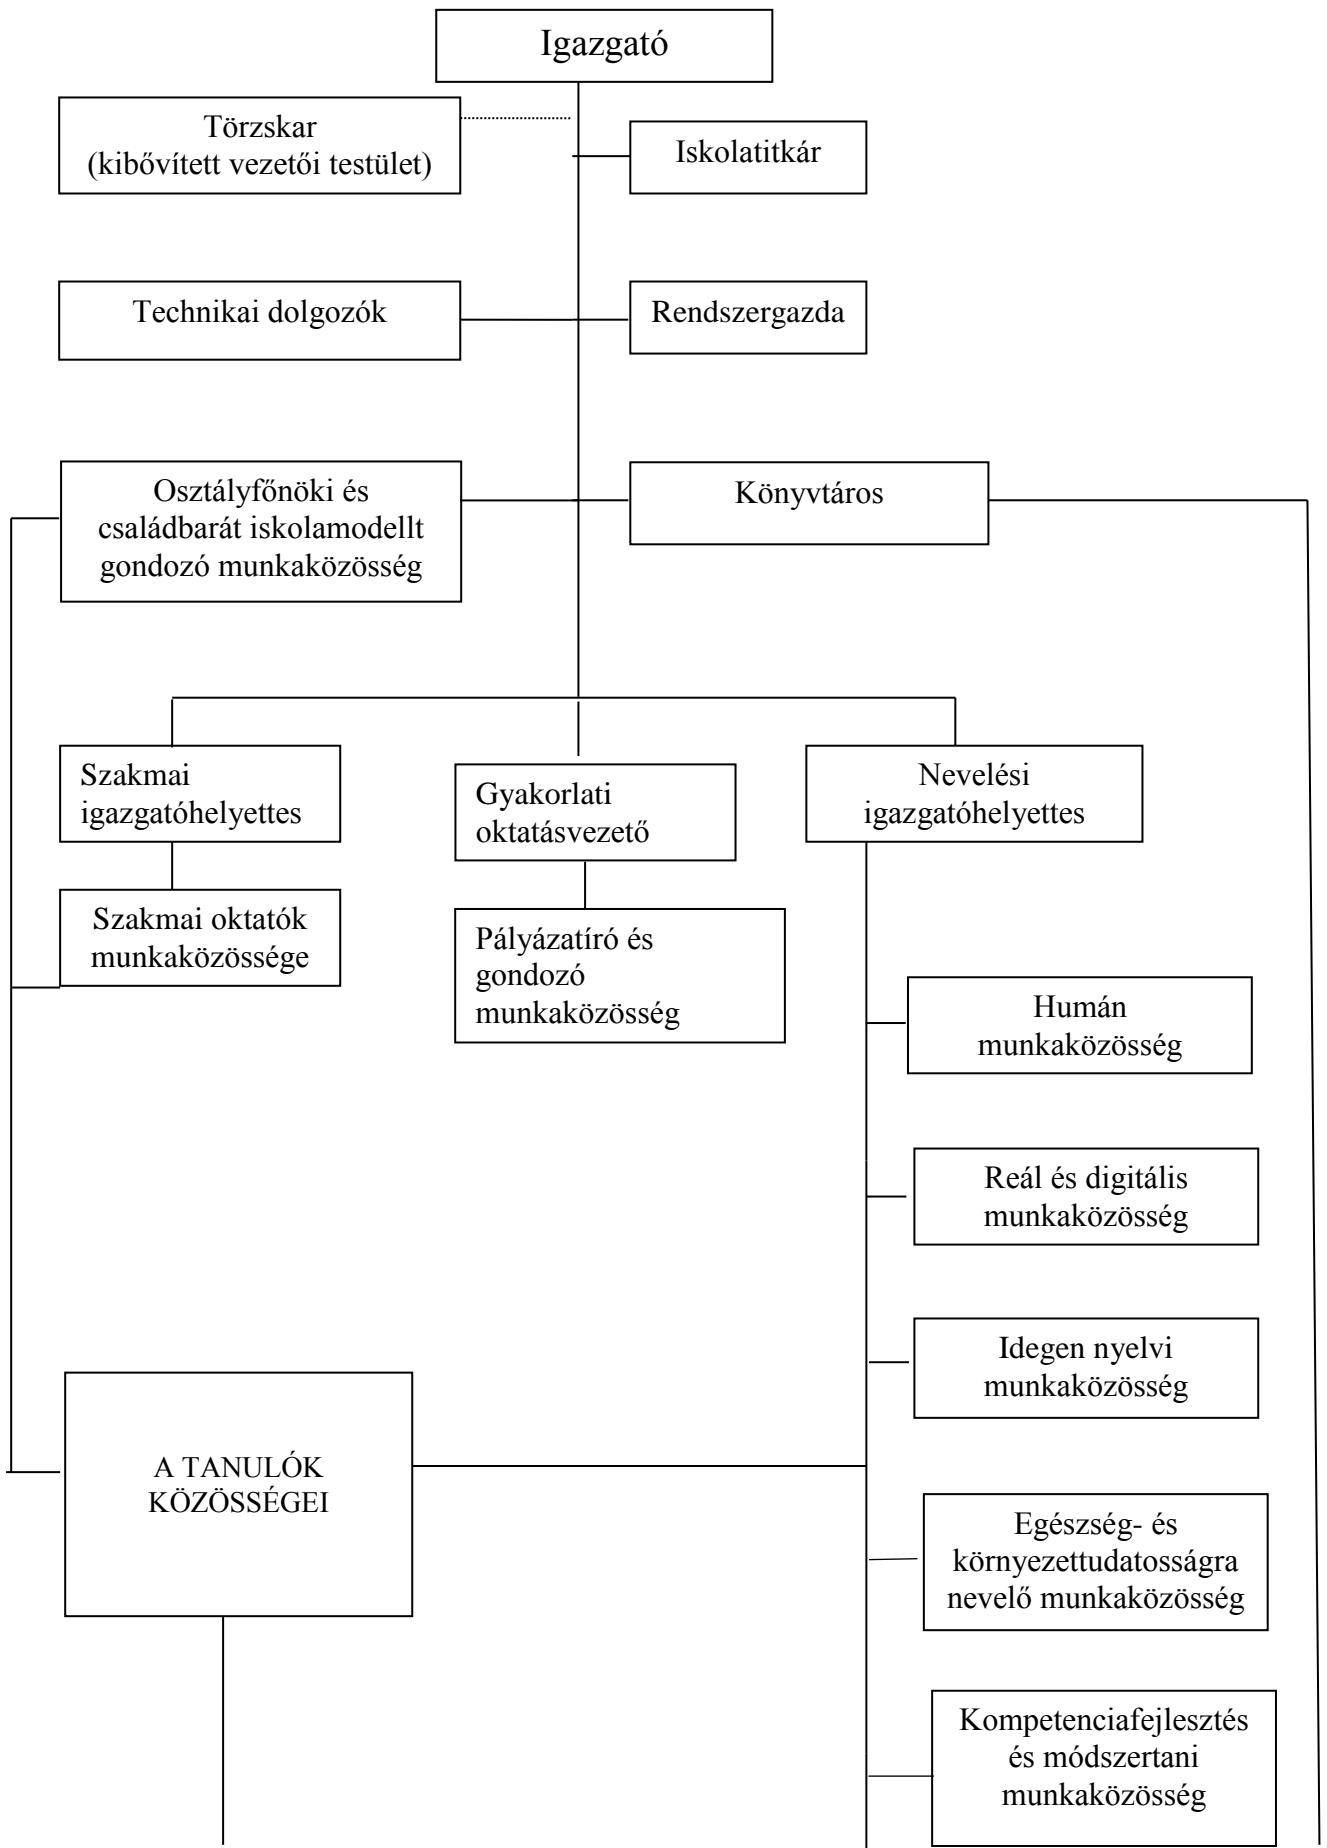 Igazgató
Törzskar
(kibővített vezetői testület)
Iskolatitkár
Technikai dolgozók
Rendszergazda
Osztályfőnöki és
családbarát iskolamodellt
gondozó munkaközösség
Könyvtáros
Szakmai
igazgatóhelyettes
Gyakorlati
oktatásvezető
Nevelési
igazgatóhelyettes
Szakmai oktatók
munkaközössége
Pályázatíró és
gondozó
munkaközösség
Humán
munkaközösség
Reál és digitális
munkaközösség
Idegen nyelvi
munkaközösség
A TANULÓK
KÖZÖSSÉGEI
Egészség- és
környezettudatosságra
nevelő munkaközösség
Kompetenciafejlesztés
és módszertani
munkaközösség